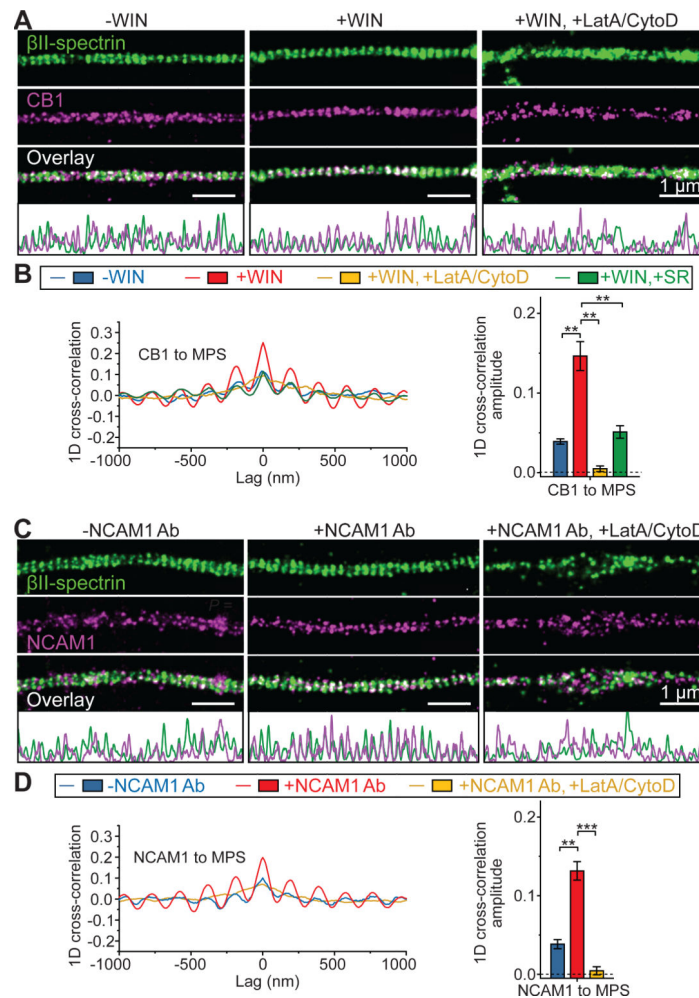 A
-WIN
+WIN
+WIN, +LatA/CytoD
βII-spectrin
CB1
Overlay
1 µm
B
-WIN
+WIN
+WIN, +LatA/CytoD
+WIN,+SR
1D cross-correlation
0.3
0.2
0.1
0.0
-0.1
-0.2
CB1 to MPS
-1000
-500
0
500
1000
Lag (nm)
1D cross-correlation
amplitude
0.2
0.1
0.0
**
**
**
CB1 to MPS
C
-NCAM1 Ab
+NCAM1 Ab
+NCAM1 Ab, +LatA/CytoD
βII-spectrin
P =
NCAM1
Overlay
1 µm
D
-NCAM1 Ab
+NCAM1 Ab
+NCAM1 Ab, +LatA/CytoD
1D cross-correlation
0.3
0.2
0.1
0.0
-0.1
-0.2
NCAM1 to MPS
-1000
-500
0
500
1000
Lag (nm)
1D cross-correlation
amplitude
0.2
0.1
0.0
**
***
NCAM1 to MPS